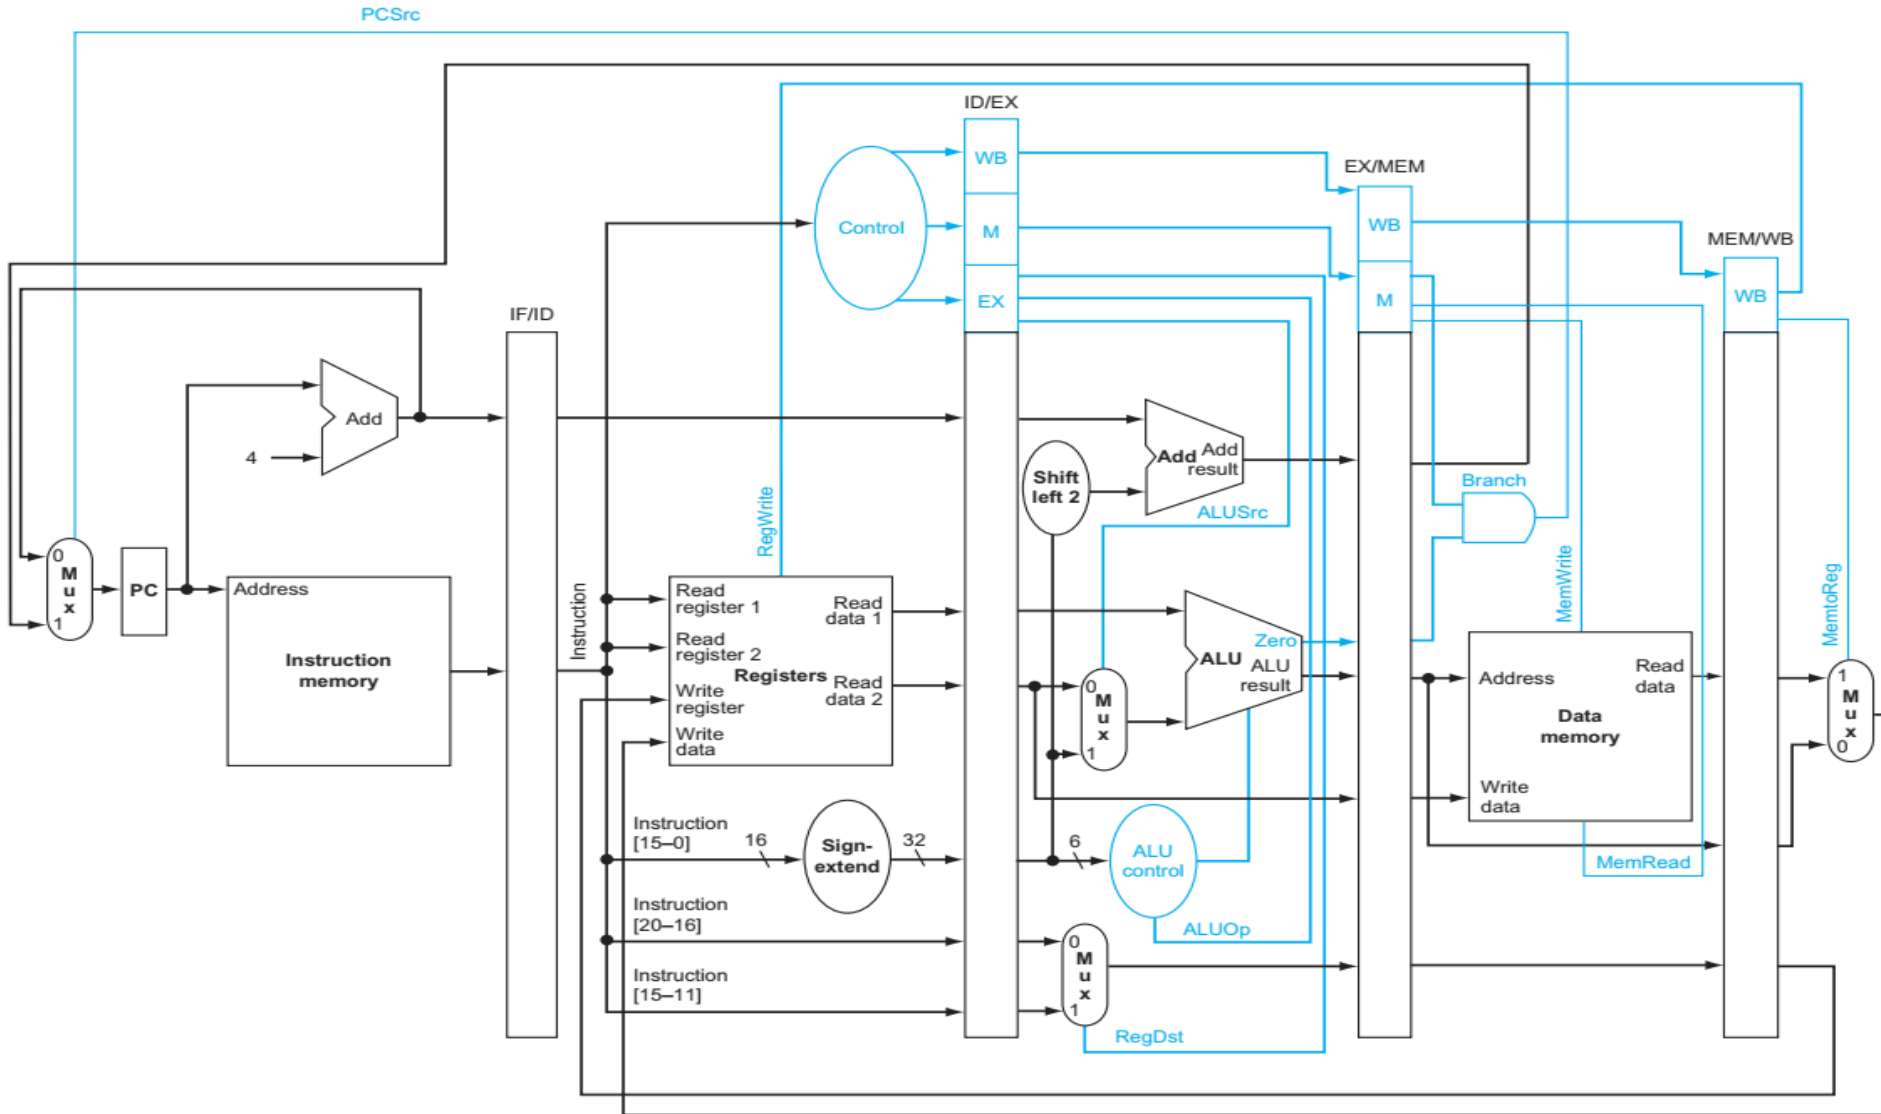 PCSrc
ID/EX
WB
EX/MEM
Control
M
WB
MEM/WB
EX
M
WB
IF/ID
Add
4
Add Add
result
Shift
left 2
Branch
ALUSrc
RegWrite
MemWrite
MemtoReg
0
M
u
x
1
PC
Address
Instruction
memory
Instruction
Read
register 1
Read
data 1
Read
register 2
Registers
Write
register
Read
data 2
Write
data
0
M
u
x
1
Zero
ALU
ALU
result
Address
Read
data
Data
memory
Write
data
1
M
u
x
0
Instruction
[15–0]
16
Sign-
extend
32
6
ALU
control
MemRead
Instruction
[20–16]
ALUOp
Instruction
[15–11]
0
M
u
x
1
RegDst